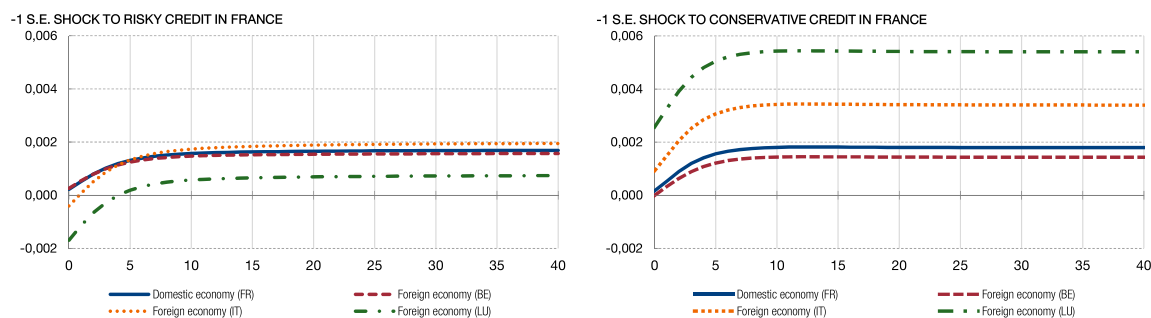 -1 S.E. SHOCK TO RISKY CREDIT IN FRANCE
0,006
0,004
0,002
0,000
-0,002
0 5 10 15 20 25 30 35 40
Domestic economy (FR) Foreign economy (BE)
Foreign economy (IT) Foreign economy (LU)
-1 S.E. SHOCK TO CONSERVATIVE CREDIT IN FRANCE
0,006
0,004
0,002
0,000
-0,002
0 5 10 15 20 25 30 35 40
Domestic economy (FR) Foreign economy (BE)
Foreign economy (IT) Foreign economy (LU)